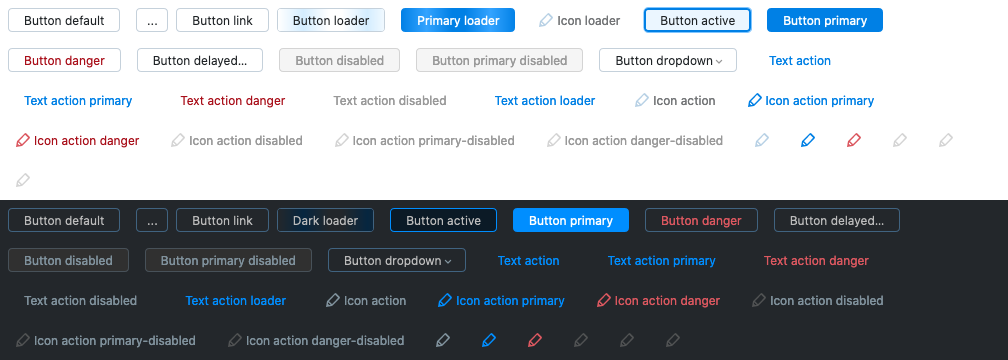 Button default ... Button link Button loader Primary loader Icon loader Button active Button primary
Button danger Button delayed... Button disabled Button primary disabled Button dropdown Text action
Text action primary Text action danger Text action disabled Text action loader Icon action Icon action primary
Icon action danger Icon action disabled Icon action primary-disabled Icon action danger-disabled
Button default ... Button link Dark loader Button active Button primary Button danger Button delayed...
Button disabled Button primary disabled Button dropdown Text action Text action primary Text action danger
Text action disabled Text action loader Icon action Icon action primary Icon action danger Icon action disabled
Icon action primary-disabled Icon action danger-disabled